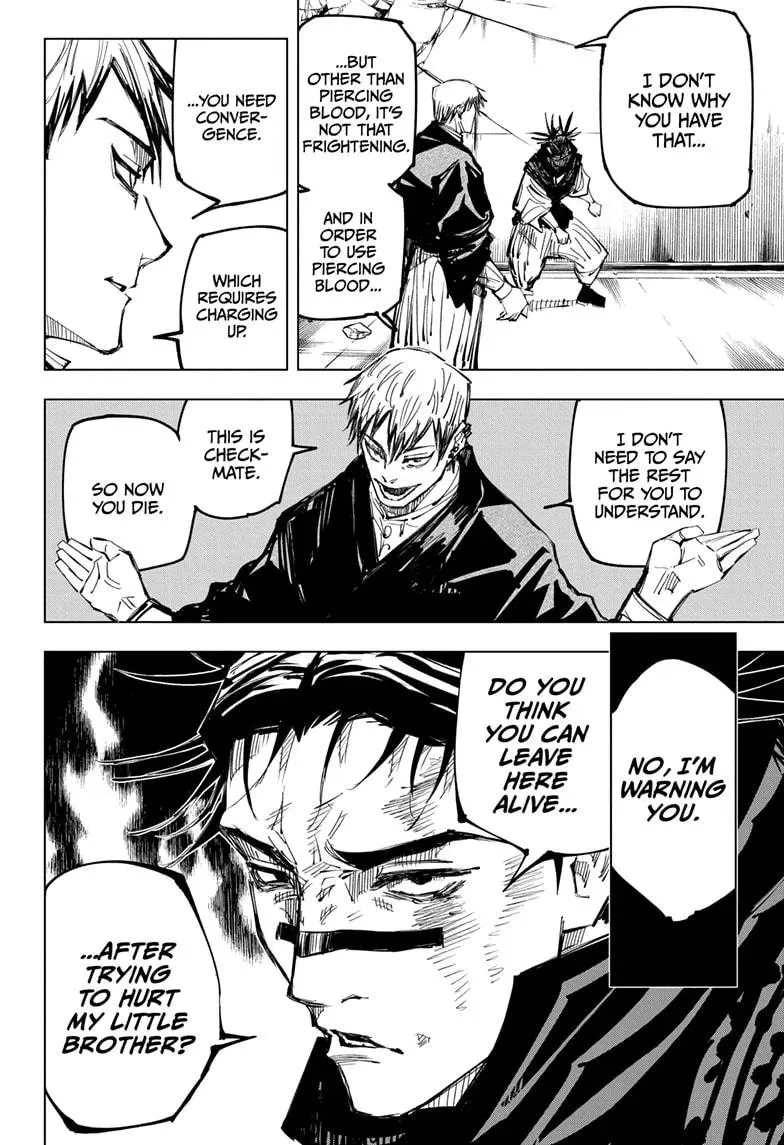 I DON'T
KNOW WHY
YOU HAVE
THAT...
...BUT
OTHER THAN
PIERCING
BLOOD, IT'S
NOT THAT
FRIGHTENING.
AND IN
ORDER
TO USE
PIERCING
BLOOD...
...YOU NEED
CONVER-
GENCE.
WHICH
REQUIRES
CHARGING
UP.
I DON'T
NEED TO SAY
THE REST
FOR YOU TO
UNDERSTAND.
THIS IS
CHECK-
MATE.
SO NOW
YOU DIE.
NO, I'M
WARNING
YOU.
DO YOU
THINK
YOU CAN
LEAVE
HERE
ALIVE...
...AFTER
TRYING
TO HURT
MY LITTLE
BROTHER?